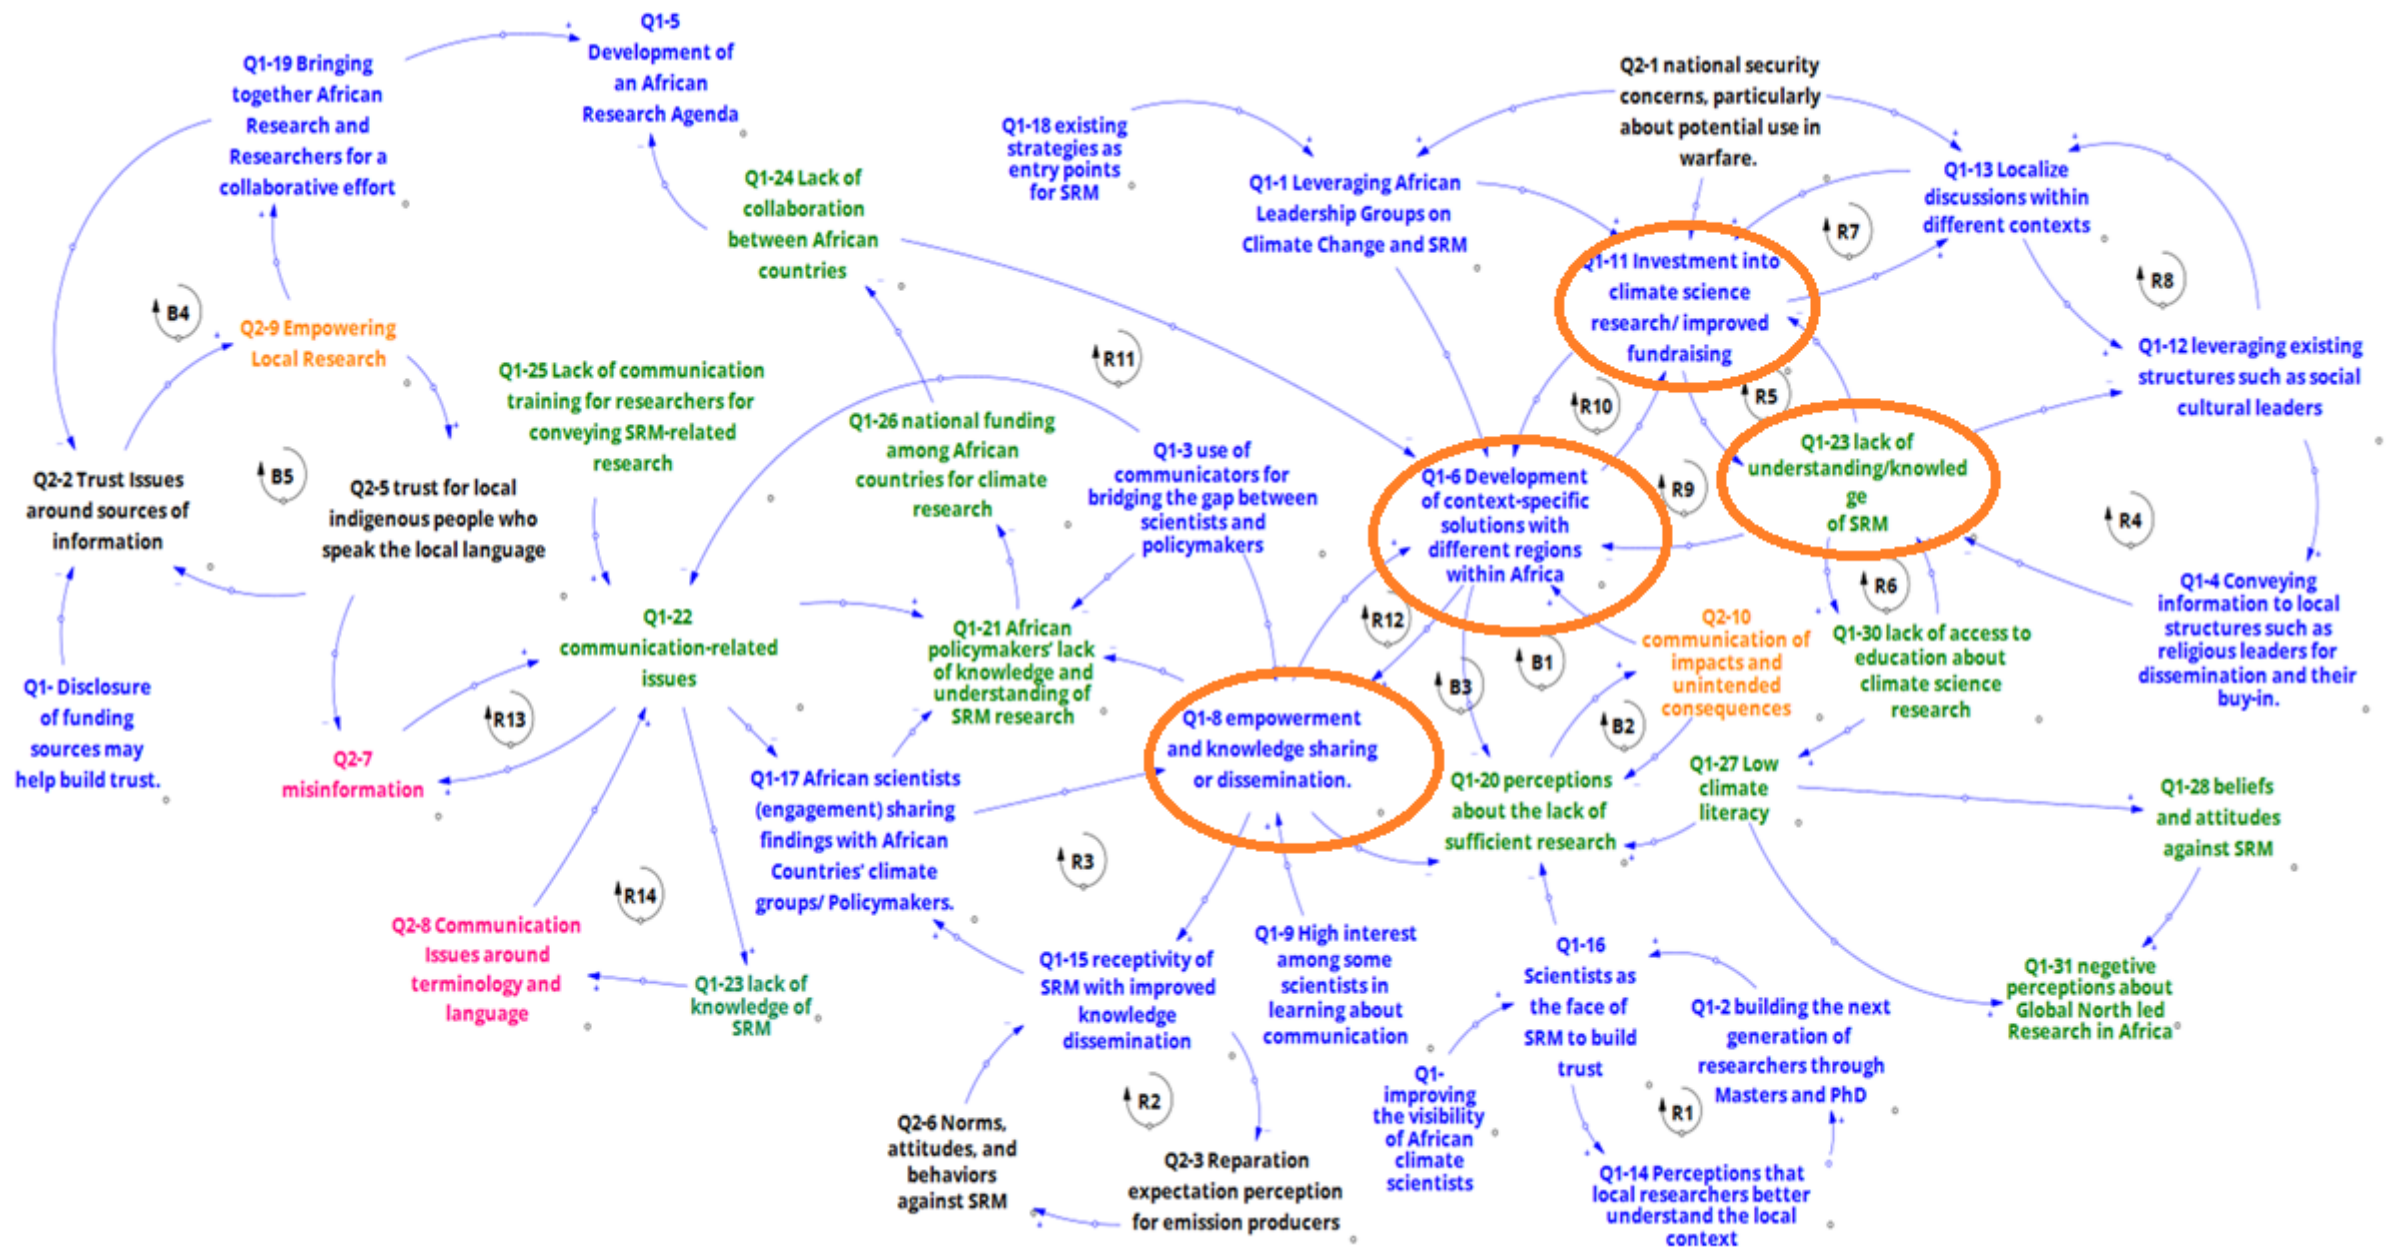 Q1-5
Development of
an African
Research Agenda
Q1-19 Bringing
together African
Research and
Researchers for a
collaborative effort
Q1-24 Lack of
collaboration
between African
countries
Q1-18 existing
strategies as
entry points
for SRM
Q1-1 Leveraging African
Leadership Groups on
Climate Change and SRM
Q2-1 national security
concerns, particularly
about potential use in
warfare.
Q1-13 Localize
discussions within
different contexts
R7
R8
Q1-11 Investment into
climate science
research/ improved
fundraising
Q1-12 leveraging existing
structures such as social
cultural leaders
B4
Q2-9 Empowering
Local Research
R11
Q1-25 Lack of communication
training for researchers for
conveying SRM-related
research
Q1-26 national funding
among African
countries for climate
research
Q1-3 use of
communicators for
bridging the gap between
scientists and
policymakers
R10
R5
Q1-23 lack of
understanding/knowled
ge
of SRM
Q1-6 Development
of context-specific
solutions with
different regions
within Africa
R9
R4
B5
Q2-2 Trust Issues
around sources of
information
Q2-5 trust for local
indigenous people who
speak the local language
Q1-22
communication-related
issues
Q1-21 African
policymakers' lack
of knowledge and
understanding of
SRM research
R12
B1
B3
R6
Q2-10
communication of
impacts and
unintended
consequences
Q1-30 lack of access to
education about
climate science
research
Q1-4 Conveying
information to local
structures such as
religious leaders for
dissemination and their
buy-in.
Q1- Disclosure
of funding
sources may
help build trust.
R13
Q2-7
misinformation
Q1-8 empowerment
and knowledge sharing
or dissemination.
B2
Q1-20 perceptions
about the lack of
sufficient research
Q1-27 Low
climate
literacy
Q1-28 beliefs
and attitudes
against SRM
Q1-17 African scientists
(engagement) sharing
findings with African
Countries' climate
groups/ Policymakers.
R3
R14
Q2-8 Communication
Issues around
terminology and
language
Q1-23 lack of
knowledge of
SRM
Q1-15 receptivity of
SRM with improved
knowledge
dissemination
Q1-9 High interest
among some
scientists in
learning about
communication
Q1-16
Scientists as
the face of
SRM to build
trust
Q1-2 building the next
generation of
researchers through
Masters and PhD
Q1-31 negetive
perceptions about
Global North led
Research in Africa
R2
R1
Q1-
improving
the visibility
of African
climate
scientists
Q2-6 Norms,
attitudes, and
behaviors
against SRM
Q2-3 Reparation
expectation perception
for emission producers
Q1-14 Perceptions that
local researchers better
understand the local
context